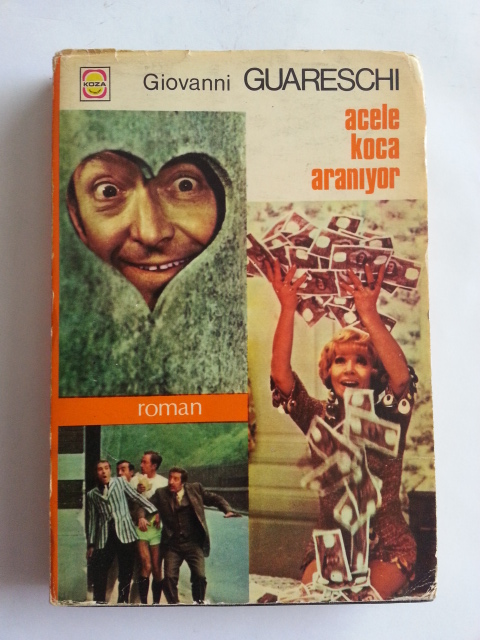 KOZA
Giovanni GUARESCHI
acele
koca
aranıyor
roman